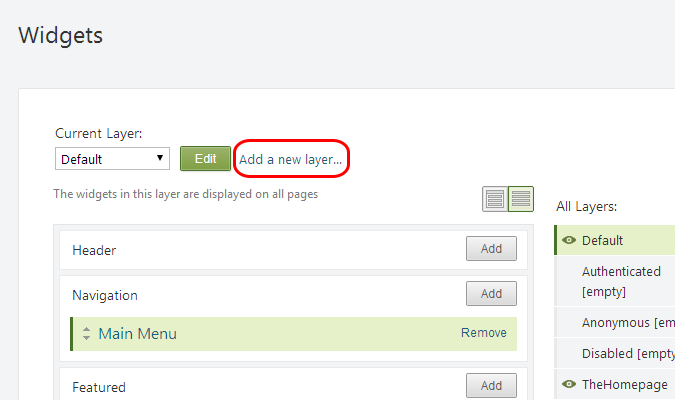 Widgets
Current Layer:
Default
Edit
Add a new layer...
The widgets in this layer are displayed on all pages
Header
Add
Navigation
Add
Main Menu
Remove
Featured
Add
All Layers:
Default
Authenticated
[empty]
Anonymous [em
Disabled [empty
TheHomepage